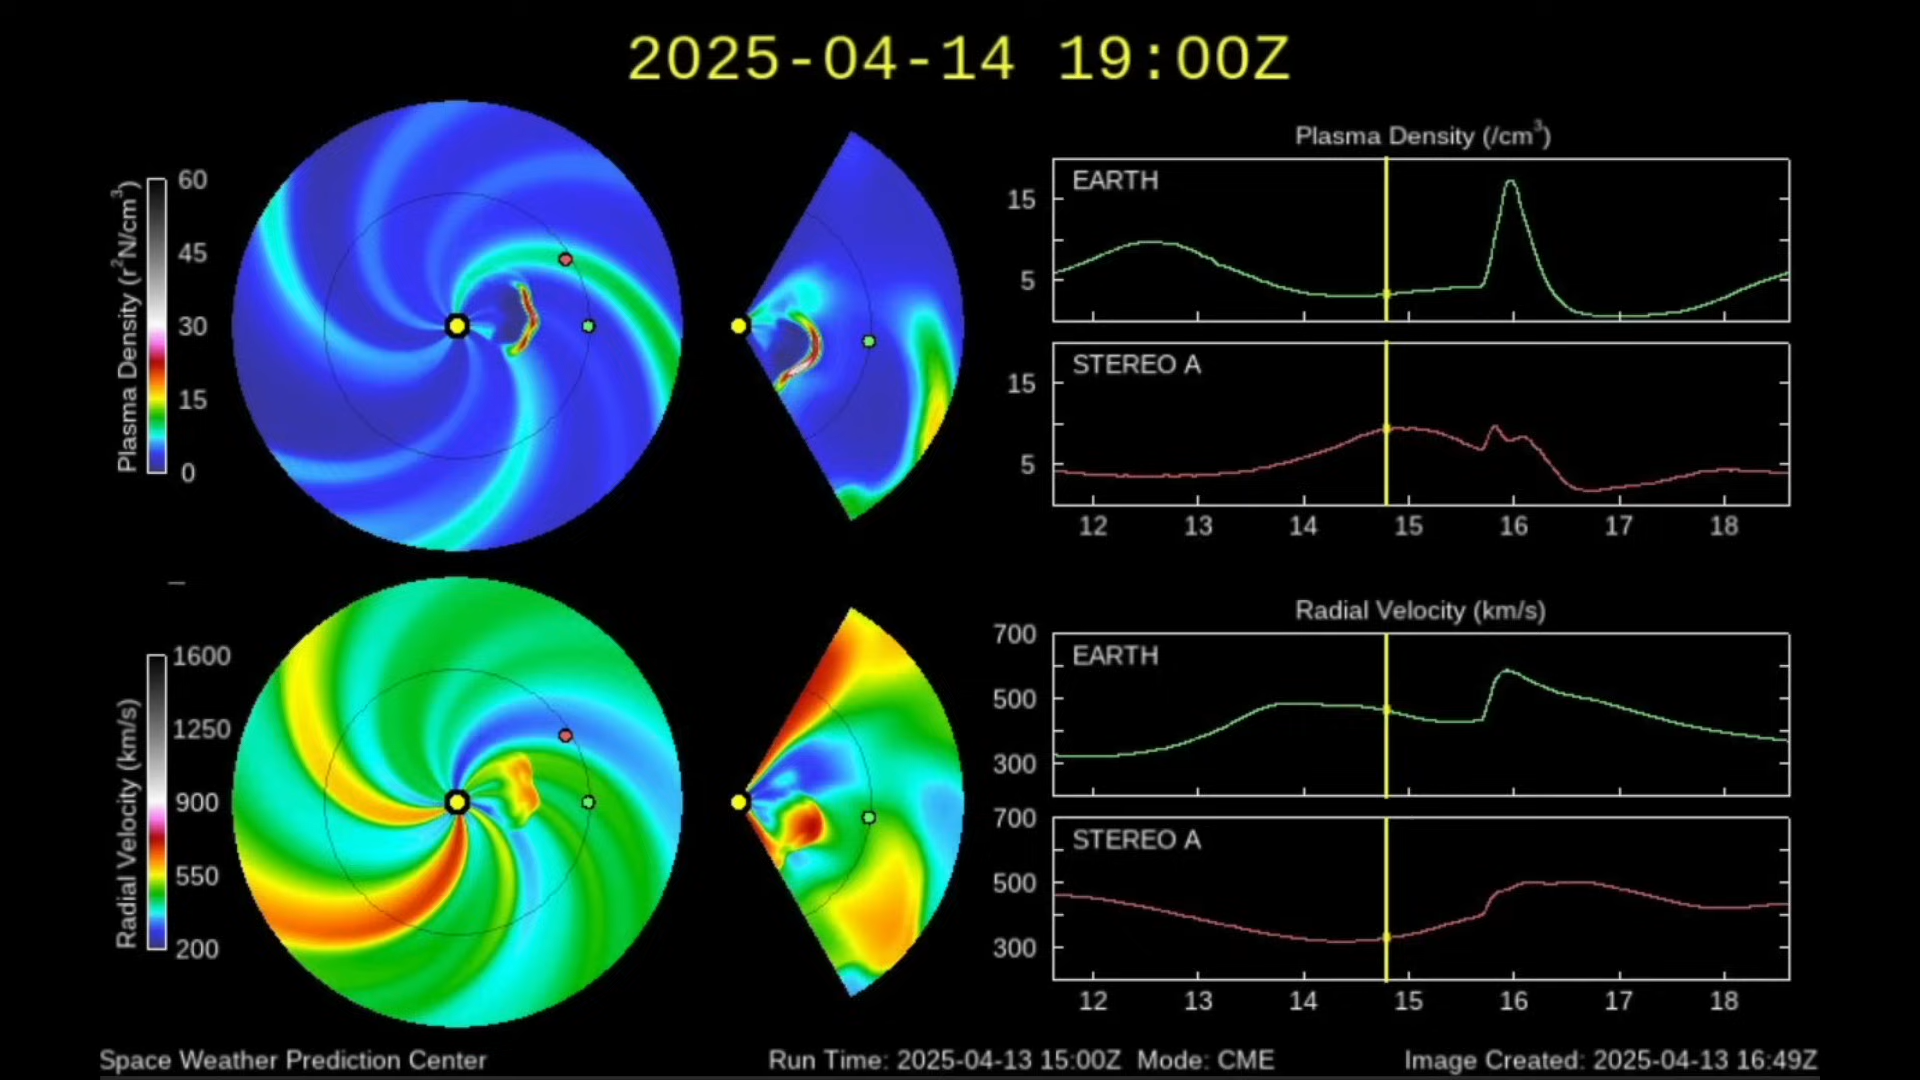 2025-04-14 19:00Z
Plasma Density (r²N/cm³)
60
45
30
15
0
Plasma Density (/cm³)
EARTH
15
5
STEREO A
15
5
12 13 14 15 16 17 18
Radial Velocity (km/s)
1600
1250
900
550
200
Radial Velocity (km/s)
EARTH
700
500
300
STEREO A
700
500
300
12 13 14 15 16 17 18
Space Weather Prediction Center
Run Time: 2025-04-13 15:00Z Mode: CME
Image Created: 2025-04-13 16:49Z